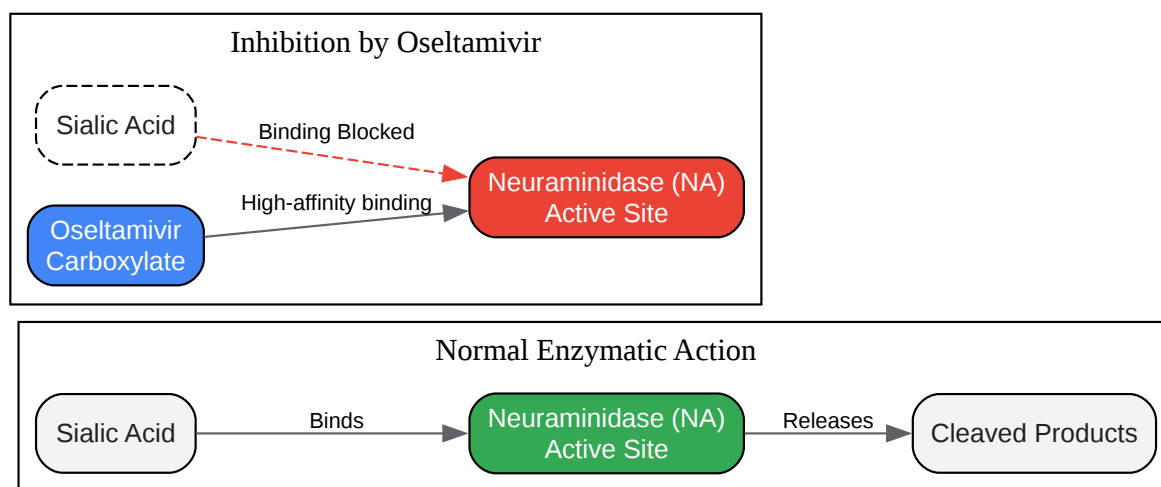 Inhibition by Oseltamivir
Sialic Acid
Binding Blocked
Neuraminidase (NA)
Active Site
High-affinity binding
Oseltamivir
Carboxylate
Normal Enzymatic Action
Sialic Acid
Binds
Neuraminidase (NA)
Active Site
Releases
Cleaved Products